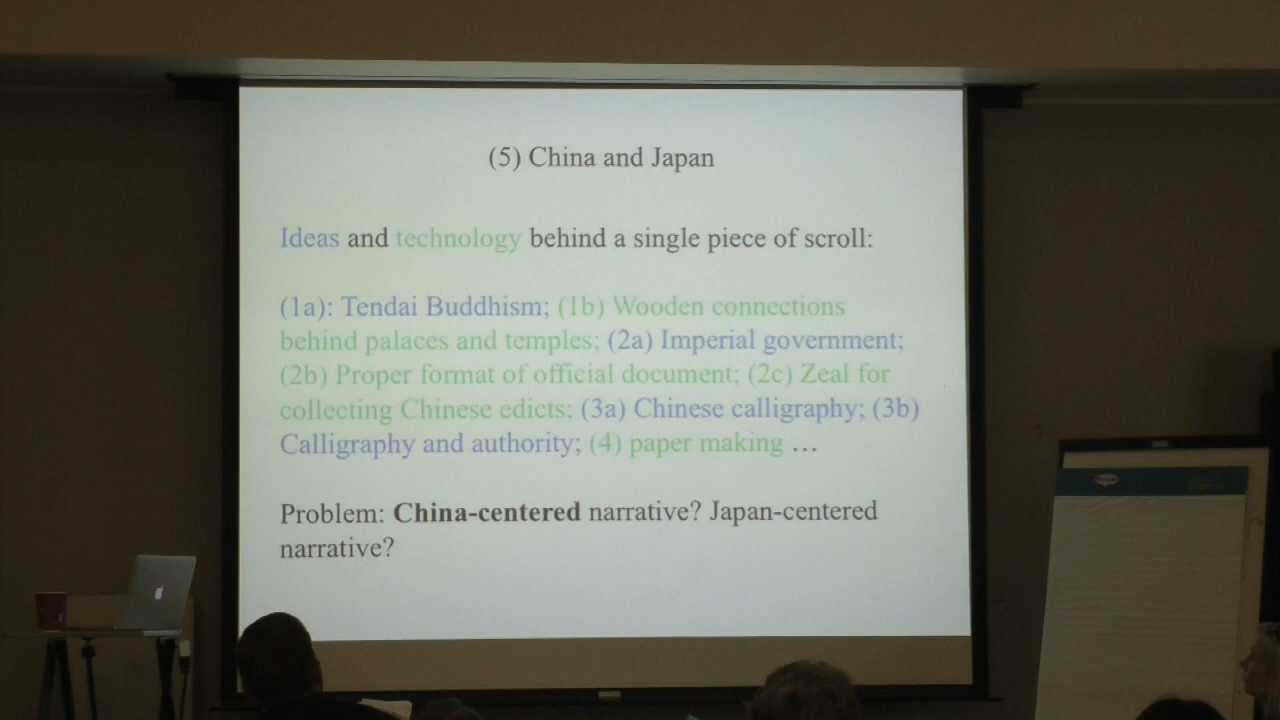 (5) China and Japan
Ideas and technology behind a single piece of scroll:
(1a): Tendai Buddhism; (1b) Wooden connections
behind palaces and temples; (2a) Imperial government;
(2b) Proper format of official document; (2c) Zeal for
collecting Chinese edicts; (3a) Chinese calligraphy; (3b)
Calligraphy and authority; (4) paper making …
Problem: China-centered narrative? Japan-centered
narrative?